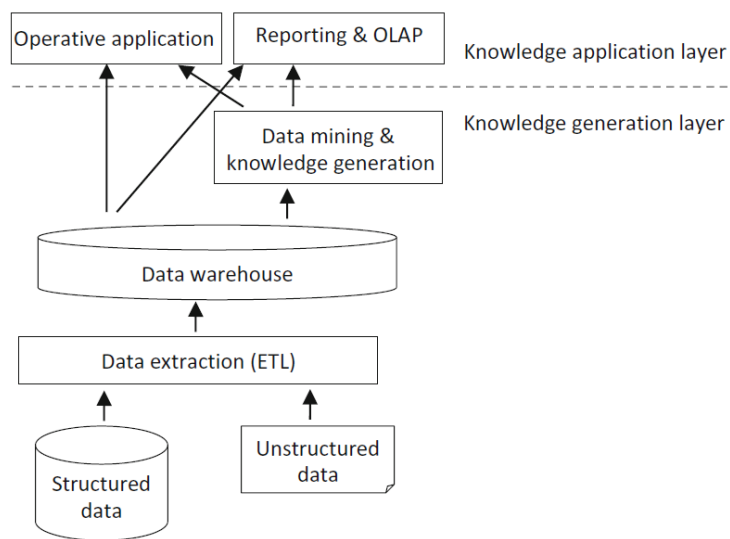 Operative application
Reporting & OLAP
Knowledge application layer
Knowledge generation layer
Data mining &
knowledge generation
Data warehouse
Data extraction (ETL)
Unstructured
data
Structured
data